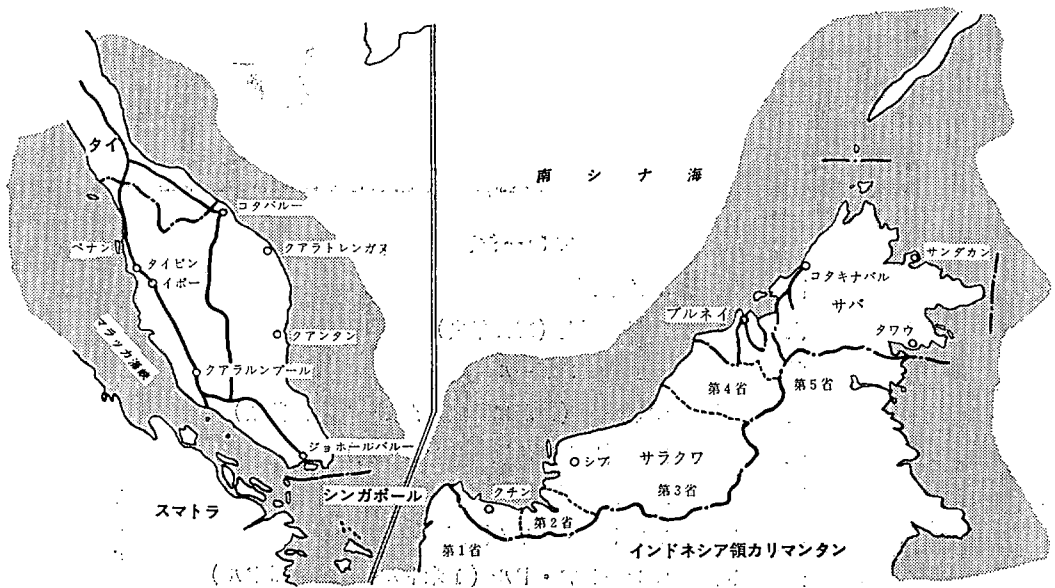 タイ
コタバルー
ペナン
クアラトレンガヌ
タイピン
イポー
クアンタン
マラッカ海峡
クアラルンプール
ジョホールバルー
シンガポール
スマトラ
南シナ海
サンダカン
コタキナバル
サバ
ブルネイ
タワウ
第4省
第5省
シブ
サラクワ
第3省
クチン
第2省
第1省
インドネシア領カリマンタン